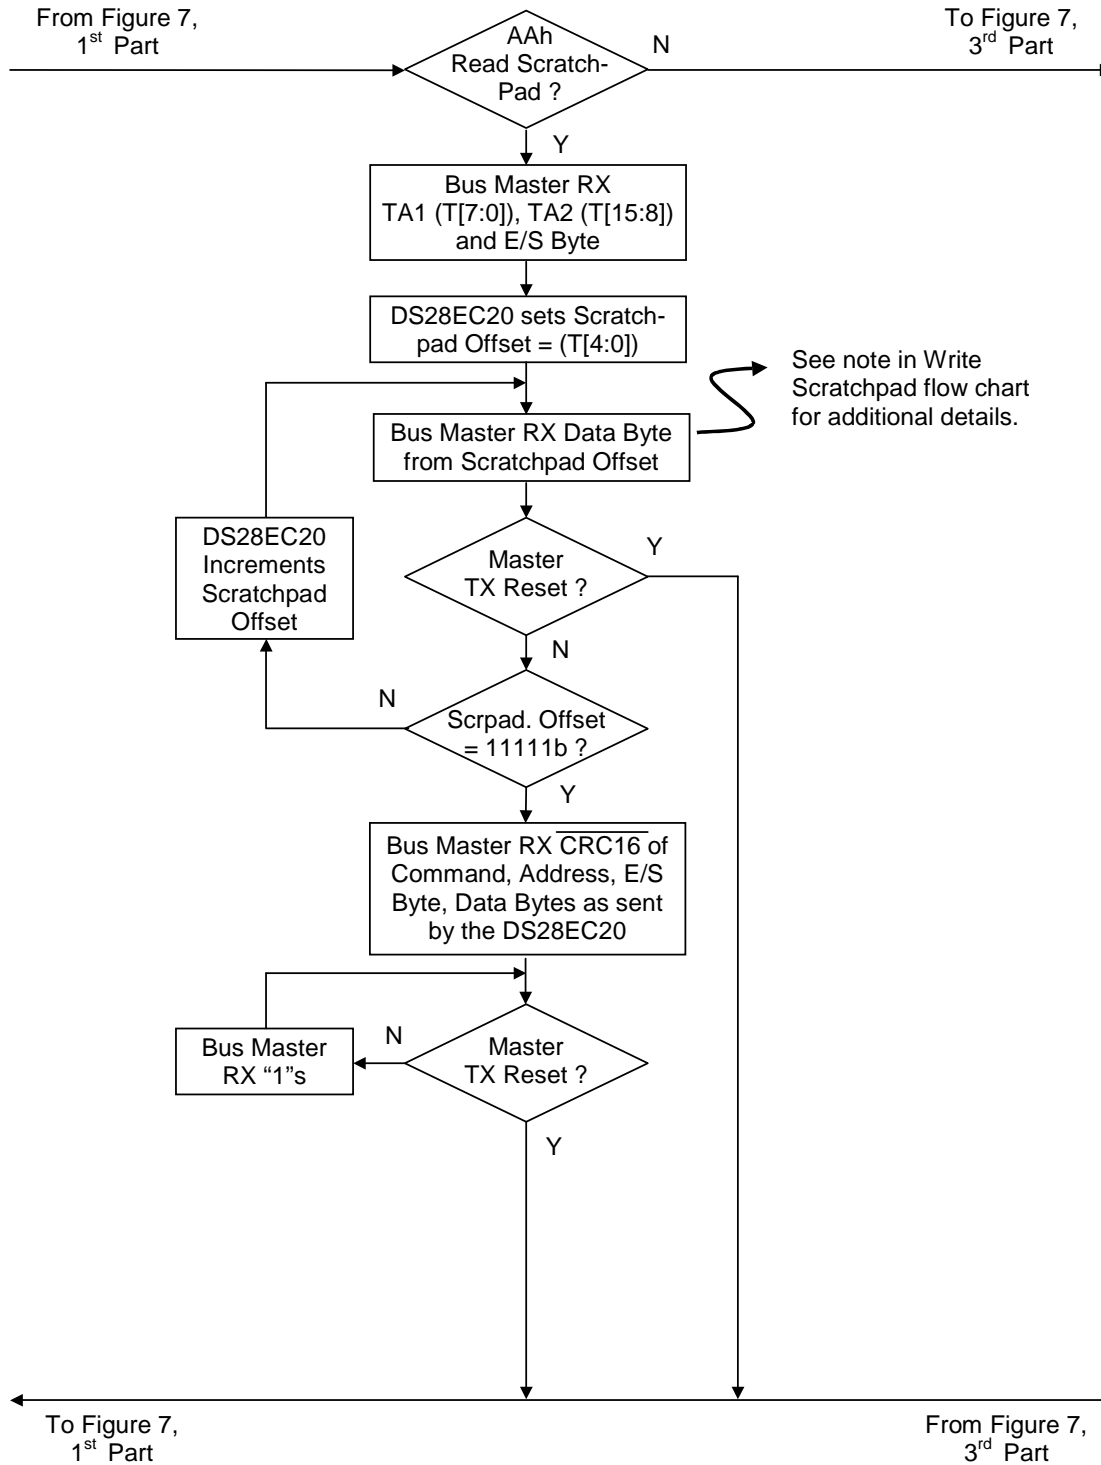 From Figure 7,
1st Part
To Figure 7,
3rd Part
AAh
Read Scratch-
Pad ?
N
Y
Bus Master RX
TA1 (T[7:0]), TA2 (T[15:8])
and E/S Byte
DS28EC20 sets Scratch-
pad Offset = (T[4:0])
See note in Write
Scratchpad flow chart
for additional details.
Bus Master RX Data Byte
from Scratchpad Offset
DS28EC20
Increments
Scratchpad
Offset
Master
TX Reset ?
Y
N
N
Scrpad. Offset
= 11111b ?
Y
Bus Master RX CRC16 of
Command, Address, E/S
Byte, Data Bytes as sent
by the DS28EC20
Bus Master
RX “1”s
N
Master
TX Reset ?
Y
To Figure 7,
1st Part
From Figure 7,
3rd Part